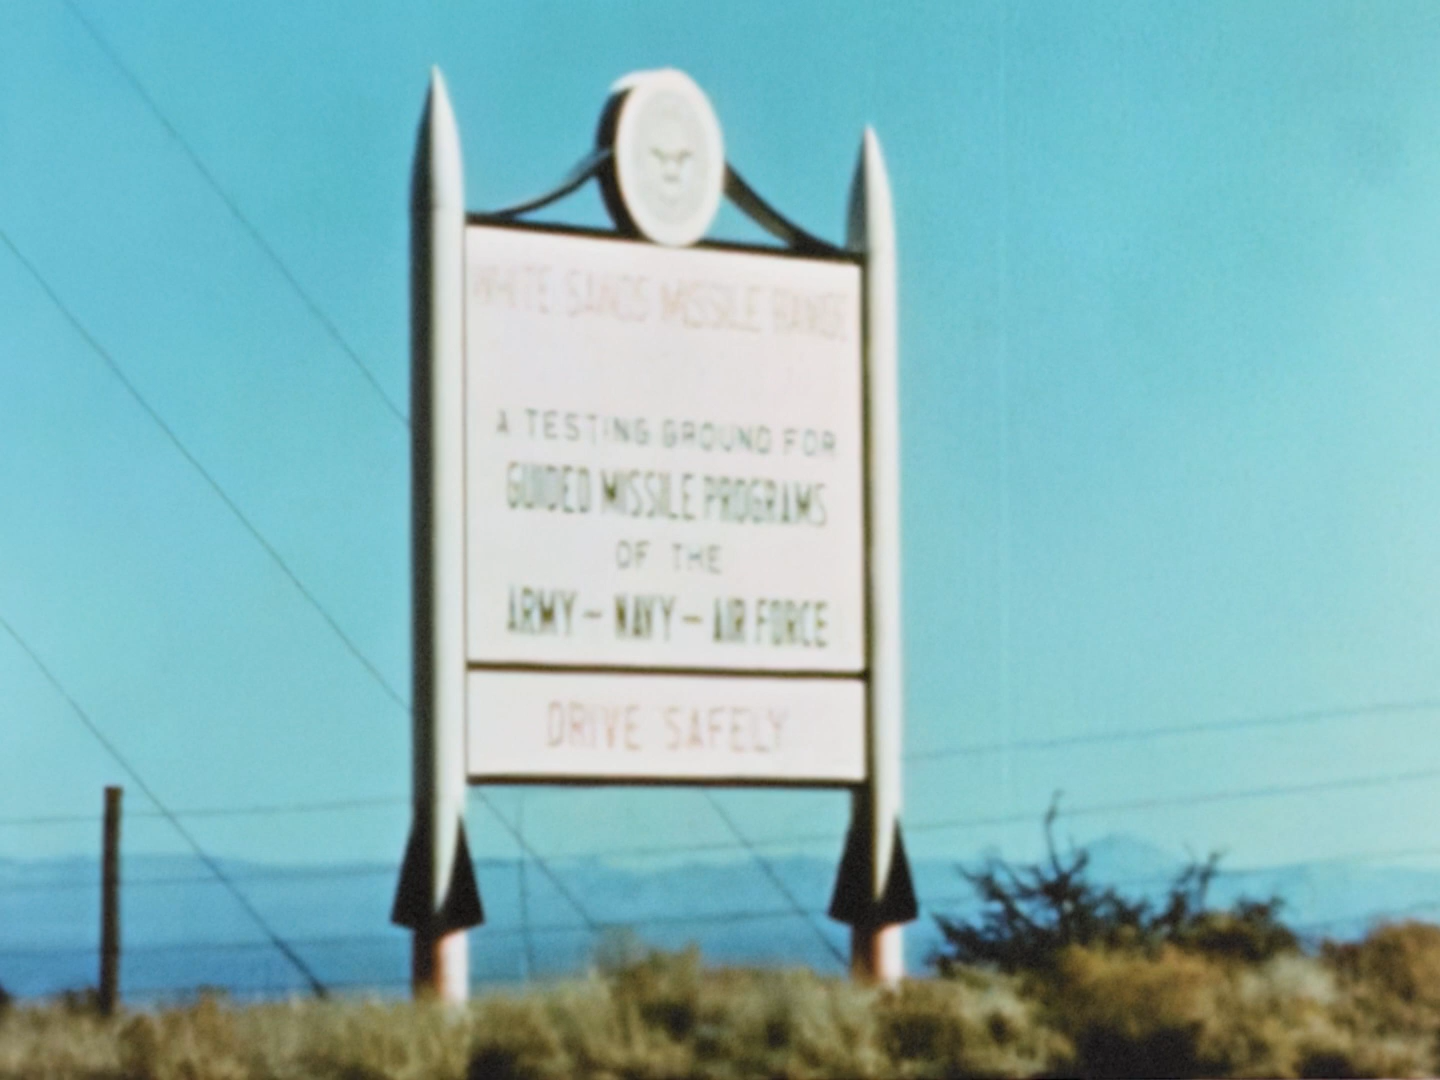 WHITE SANDS MISSILE RANGE
A TESTING GROUND FOR
GUIDED MISSILE PROGRAMS
OF THE
ARMY - NAVY - AIR FORCE
DRIVE SAFELY